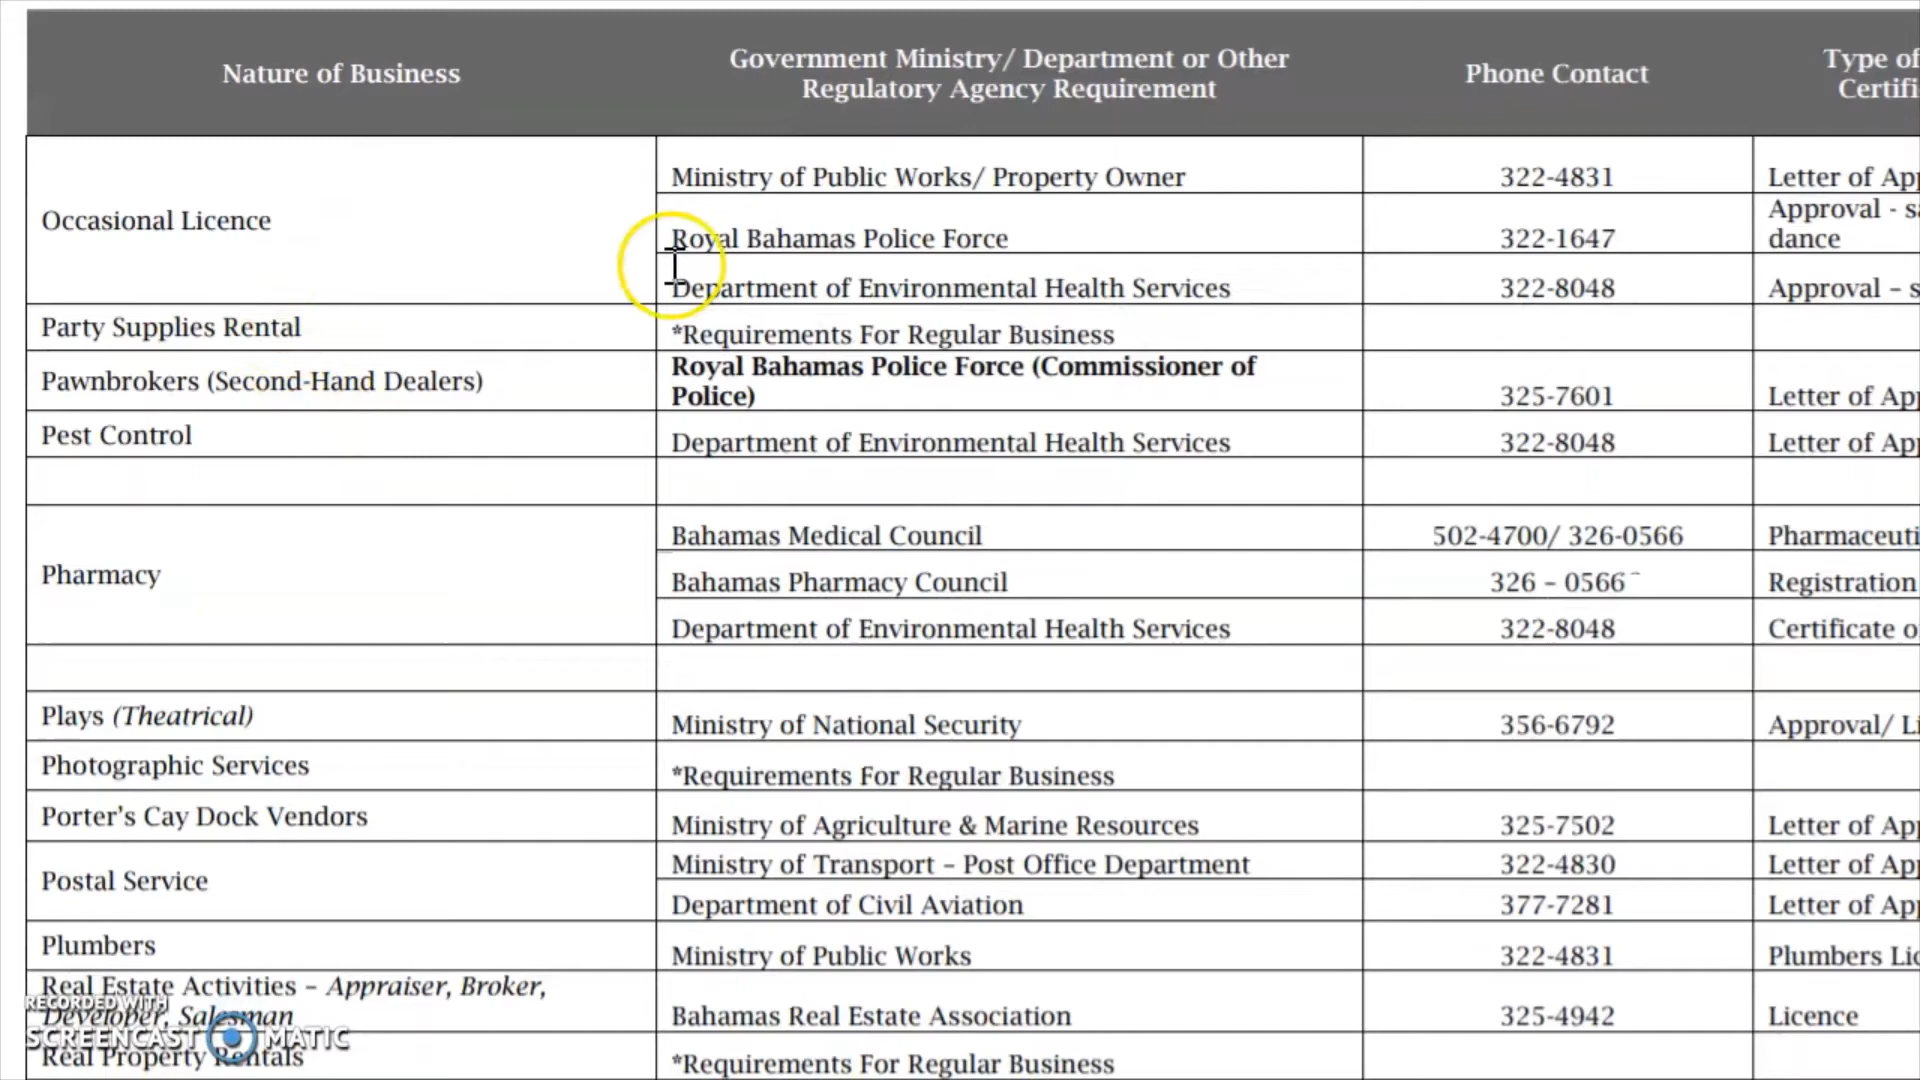 Nature of Business
Government Ministry/ Department or Other
Regulatory Agency Requirement
Phone Contact
Type of
Certifi
Occasional Licence
Ministry of Public Works/ Property Owner
322-4831
Letter of App
Royal Bahamas Police Force
322-1647
Approval - sa
dance
Department of Environmental Health Services
322-8048
Approval – s
Party Supplies Rental
*Requirements For Regular Business
Pawnbrokers (Second-Hand Dealers)
Royal Bahamas Police Force (Commissioner of
Police)
325-7601
Letter of App
Pest Control
Department of Environmental Health Services
322-8048
Letter of App
Pharmacy
Bahamas Medical Council
502-4700/ 326-0566
Pharmaceuti
Bahamas Pharmacy Council
326 – 0566
Registration
Department of Environmental Health Services
322-8048
Certificate o
Plays (Theatrical)
Ministry of National Security
356-6792
Approval/ Li
Photographic Services
*Requirements For Regular Business
Porter's Cay Dock Vendors
Ministry of Agriculture & Marine Resources
325-7502
Letter of App
Postal Service
Ministry of Transport – Post Office Department
322-4830
Letter of App
Department of Civil Aviation
377-7281
Letter of App
Plumbers
Ministry of Public Works
322-4831
Plumbers Lic
Real Estate Activities – Appraiser, Broker,
Developer, Salesman
Bahamas Real Estate Association
325-4942
Licence
Real Property Rentals
*Requirements For Regular Business
RECORDED WITH
SCREENCAST MATIC